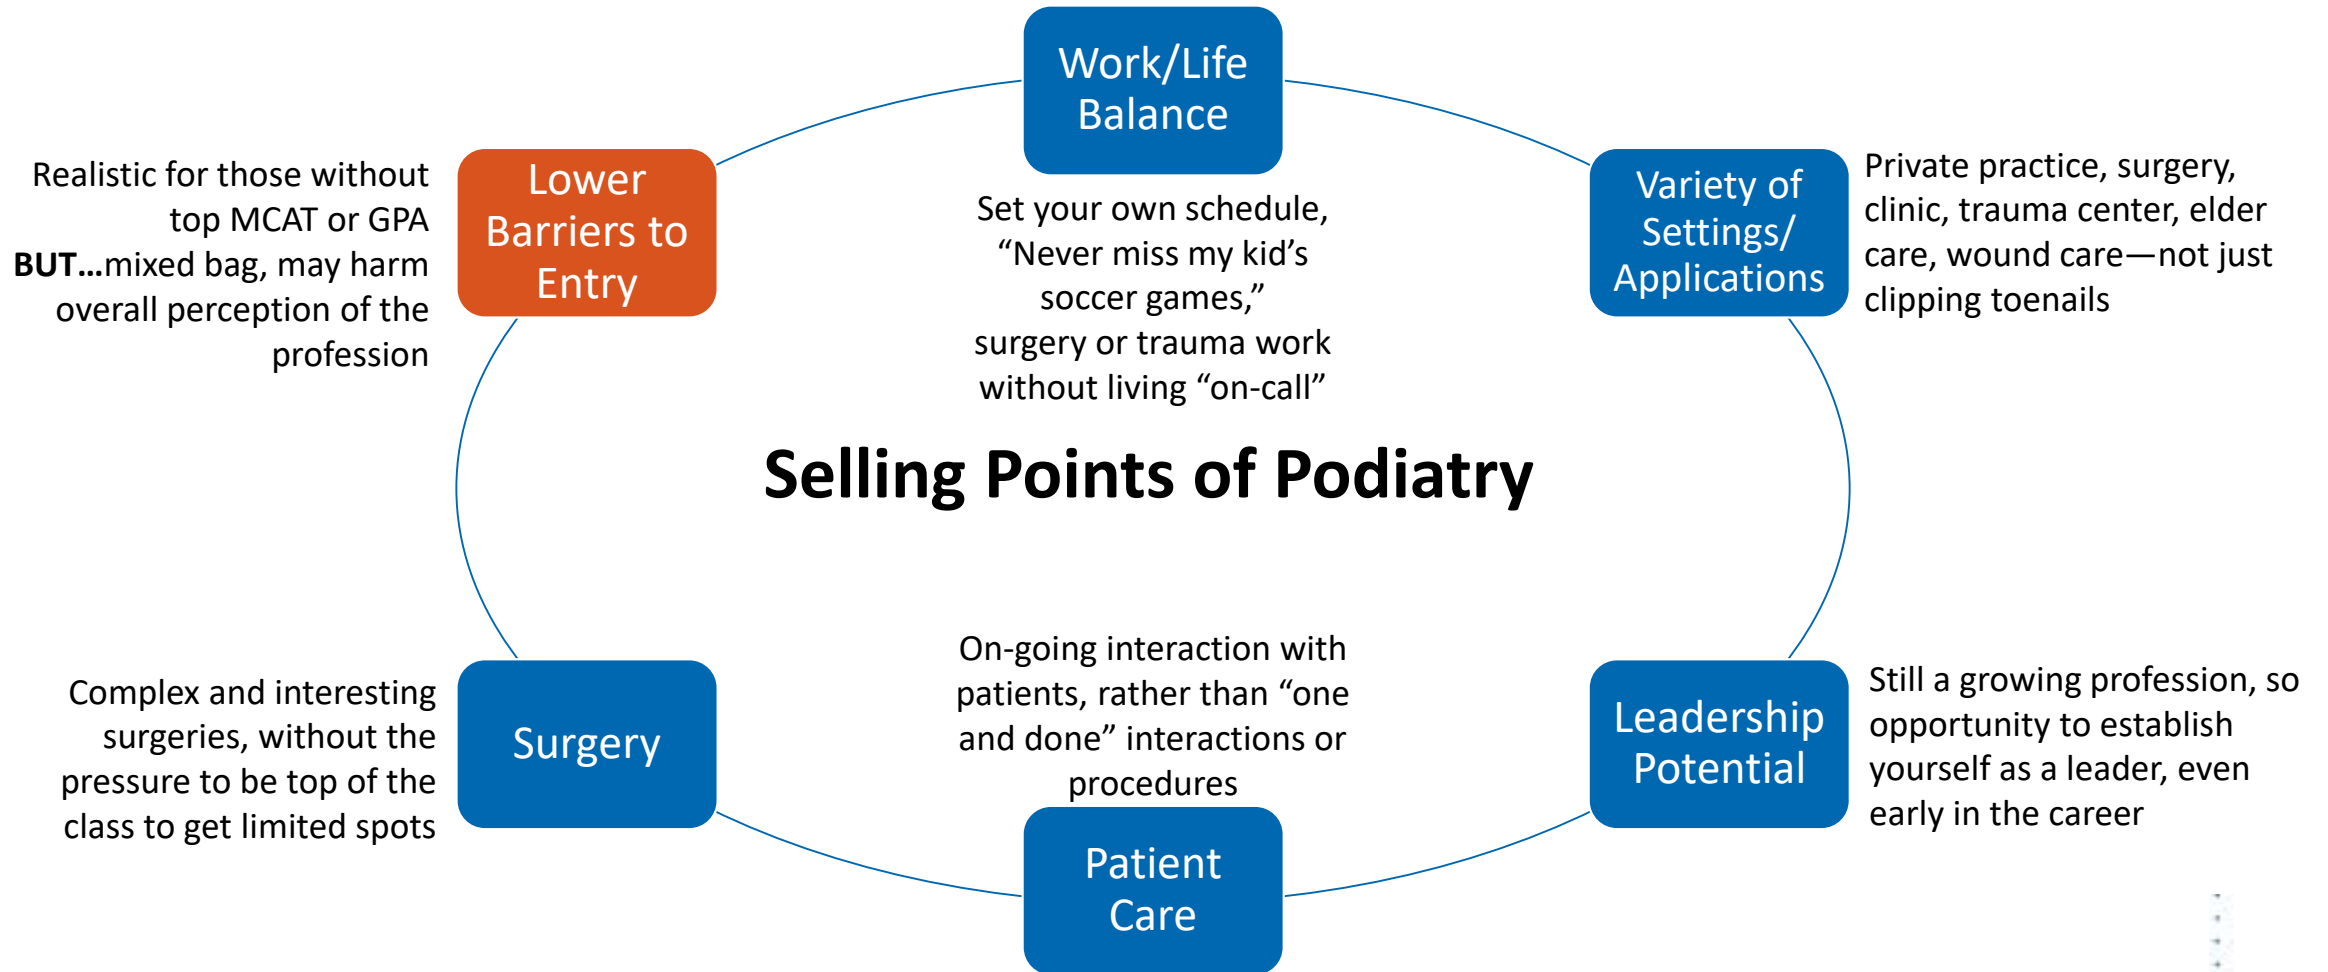 Work/Life
Balance
Set your own schedule,
“Never miss my kid’s
soccer games,”
surgery or trauma work
without living “on-call”
Variety of
Settings/
Applications
Private practice, surgery,
clinic, trauma center, elder
care, wound care—not just
clipping toenails
Leadership
Potential
Still a growing profession, so
opportunity to establish
yourself as a leader, even
early in the career
On-going interaction with
patients, rather than “one
and done” interactions or
procedures
Patient
Care
Surgery
Complex and interesting
surgeries, without the
pressure to be top of the
class to get limited spots
Lower
Barriers to
Entry
Realistic for those without
top MCAT or GPA
BUT…mixed bag, may harm
overall perception of the
profession
Selling Points of Podiatry